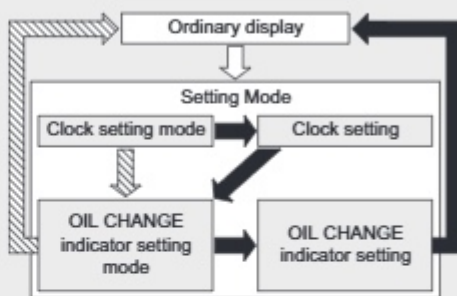 Ordinary display
Setting Mode
Clock setting mode
Clock setting
OIL CHANGE
indicator setting
mode
OIL CHANGE
indicator setting